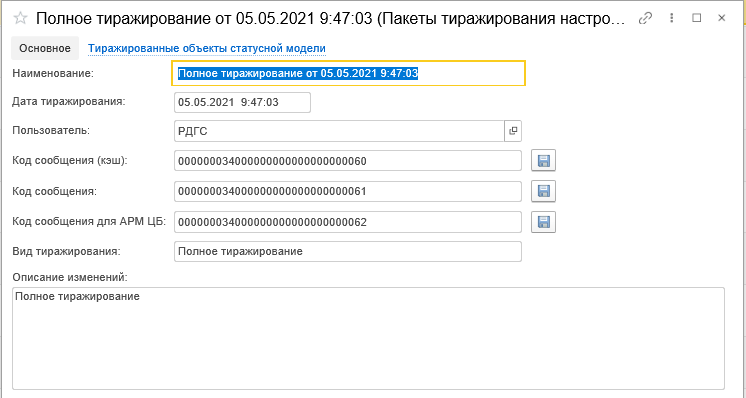 Полное тиражирование от 05.05.2021 9:47:03 (Пакеты тиражирования настро...
Основное Тиражированные объекты статусной модели
Наименование: Полное тиражирование от 05.05.2021 9:47:03
Дата тиражирования: 05.05.2021 9:47:03
Пользователь: РДГС
Код сообщения (кэш): 000000034000000000000000000060
Код сообщения: 000000034000000000000000000061
Код сообщения для АРМ ЦБ: 000000034000000000000000000062
Вид тиражирования: Полное тиражирование
Описание изменений:
Полное тиражирование